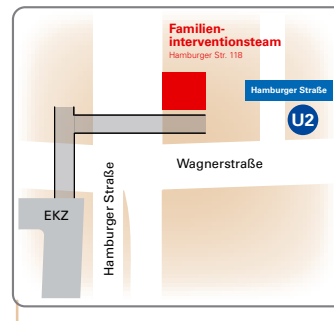 Familien-
interventionsteam
Hamburger Str. 118
Hamburger Straße
U2
Wagnerstraße
EKZ
Hamburger Straße